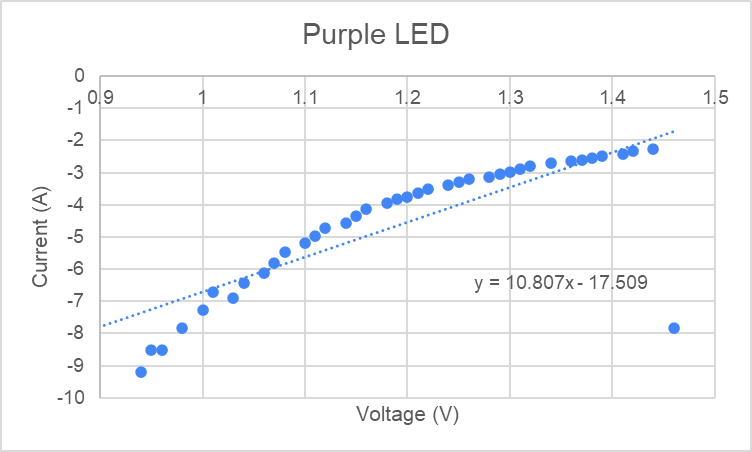 Purple LED
0
0.9 1 1.1 1.2 1.3 1.4 1.5
-1
-2
-3
-4
-5
-6
y = 10.807x - 17.509
-7
-8
-9
-10
Current (A)
Voltage (V)